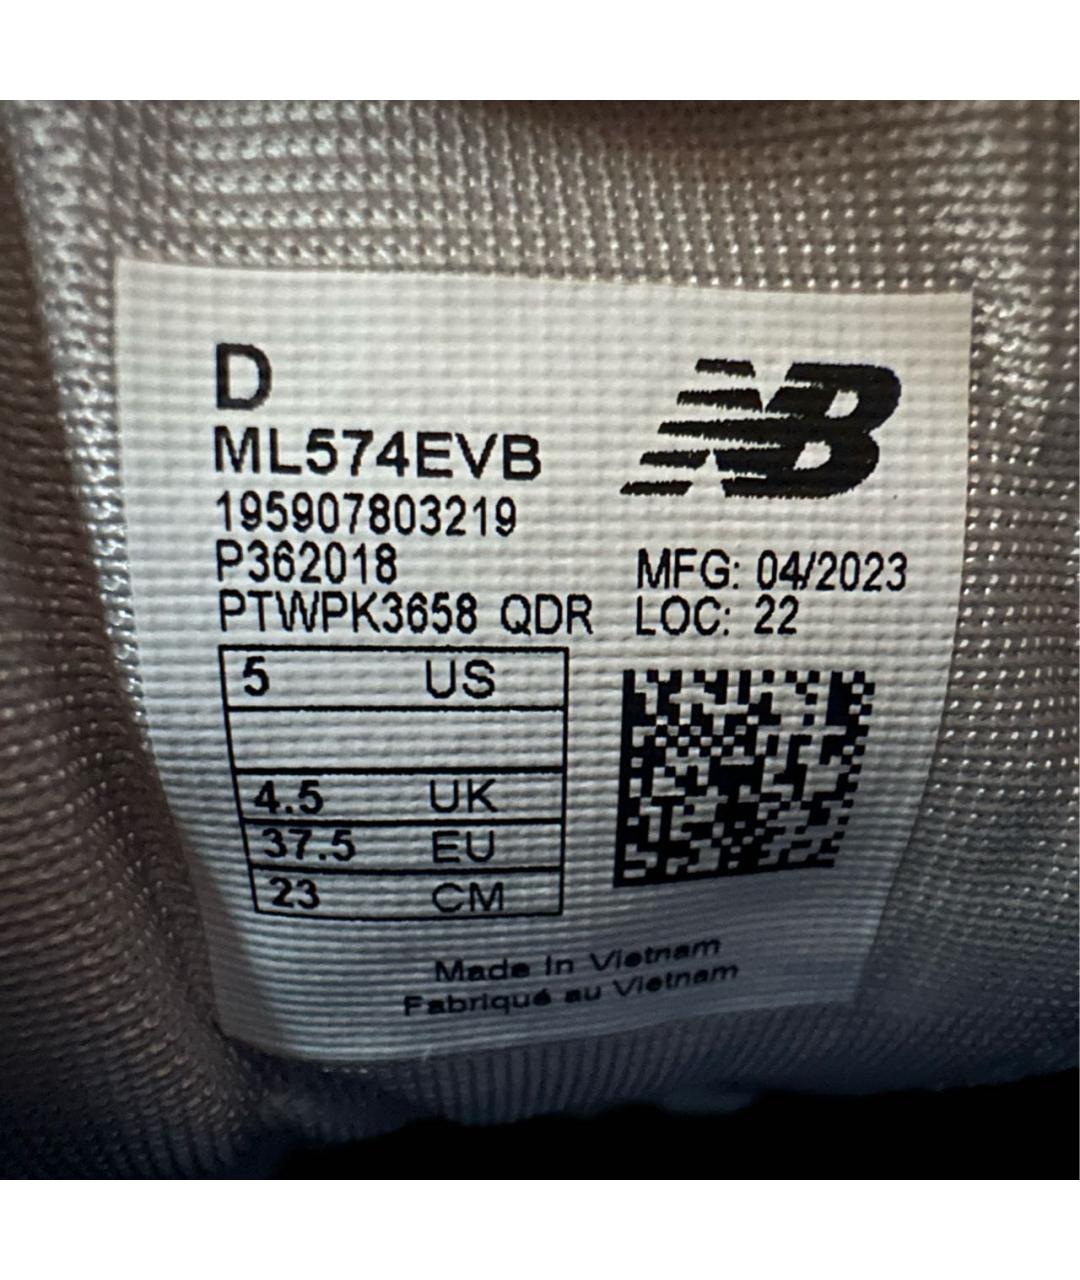 D
ML574EVB
NB
195907803219
P362018
MFG: 04/2023
PTWPK3658 QDR
LOC: 22
5 US
4.5 UK
37.5 EU
23 CM
Made In Vietnam
Fabriqué au Vietnam